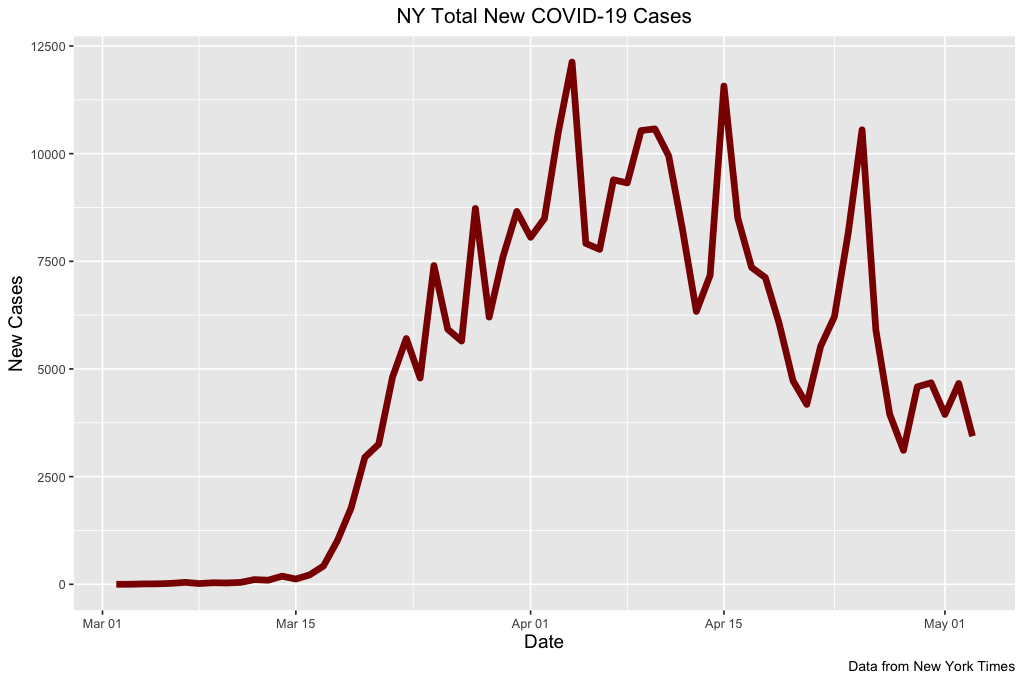 NY Total New COVID-19 Cases
New Cases
12500
10000
7500
5000
2500
0
Mar 01 Mar 15 Apr 01 Apr 15 May 01
Date
Data from New York Times